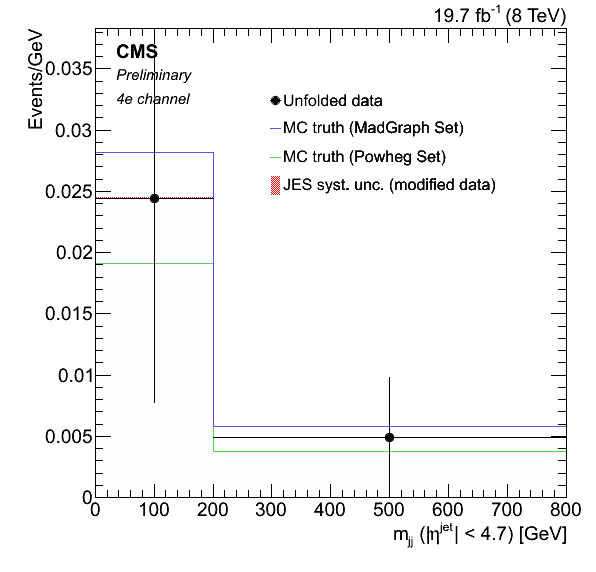 19.7 fb⁻¹ (8 TeV)
Events/GeV
CMS
Preliminary
4e channel
Unfolded data
MC truth (MadGraph Set)
MC truth (Powheg Set)
JES syst. unc. (modified data)
0.035
0.03
0.025
0.02
0.015
0.01
0.005
0
0 100 200 300 400 500 600 700 800
m_jj (|η^jet| < 4.7) [GeV]